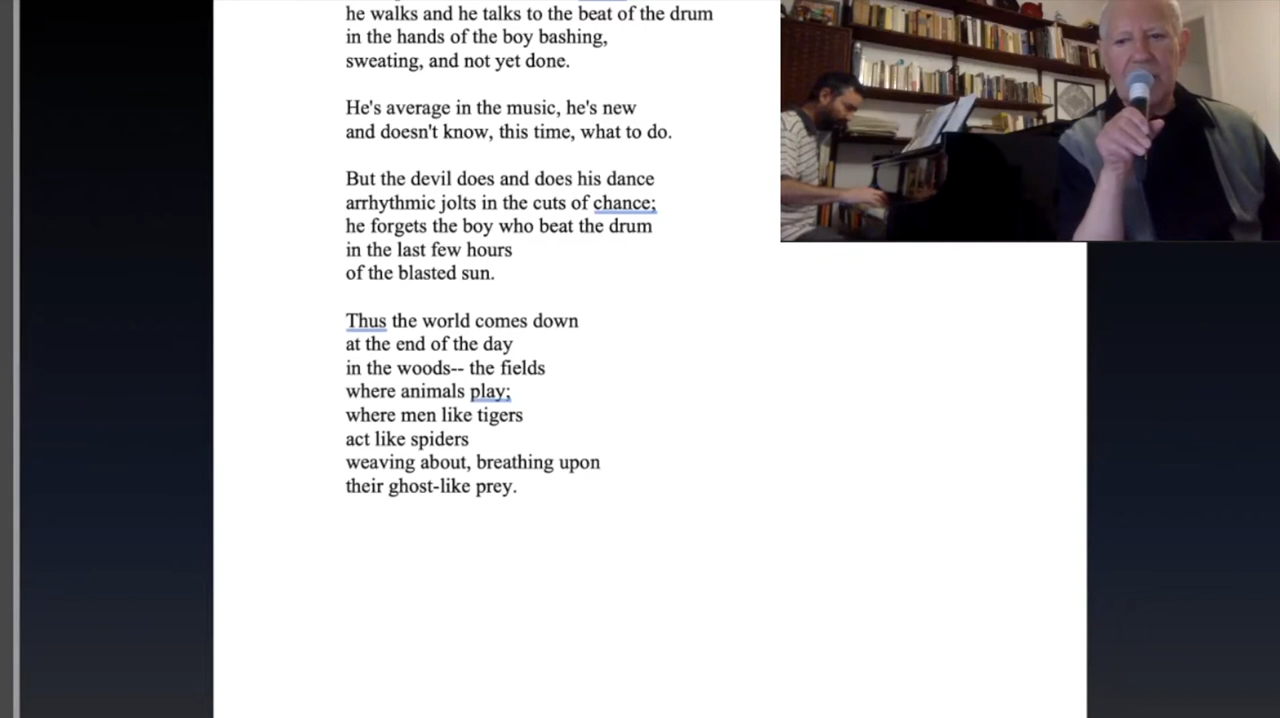 he walks and he talks to the beat of the drum
in the hands of the boy bashing,
sweating, and not yet done.
He's average in the music, he's new
and doesn't know, this time, what to do.
But the devil does and does his dance
arrhythmic jolts in the cuts of chance;
he forgets the boy who beat the drum
in the last few hours
of the blasted sun.
Thus the world comes down
at the end of the day
in the woods-- the fields
where animals play;
where men like tigers
act like spiders
weaving about, breathing upon
their ghost-like prey.